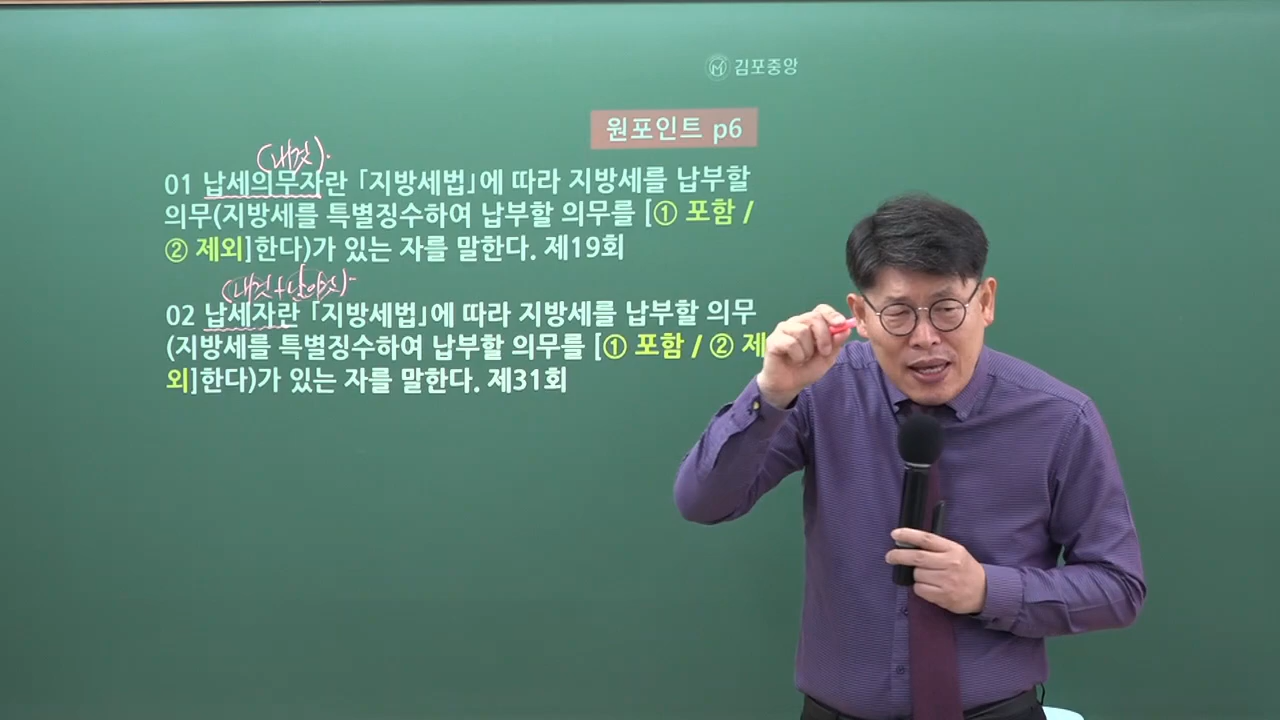 김포중앙
원포인트 p6
(내것).
01 납세의무자란 「지방세법」에 따라 지방세를 납부할
의무(지방세를 특별징수하여 납부할 의무를 [① 포함 /
② 제외]한다)가 있는 자를 말한다. 제19회
(내것+남의것).
02 납세자란 「지방세법」에 따라 지방세를 납부할 의무
(지방세를 특별징수하여 납부할 의무를 [① 포함 / ② 제
외]한다)가 있는 자를 말한다. 제31회